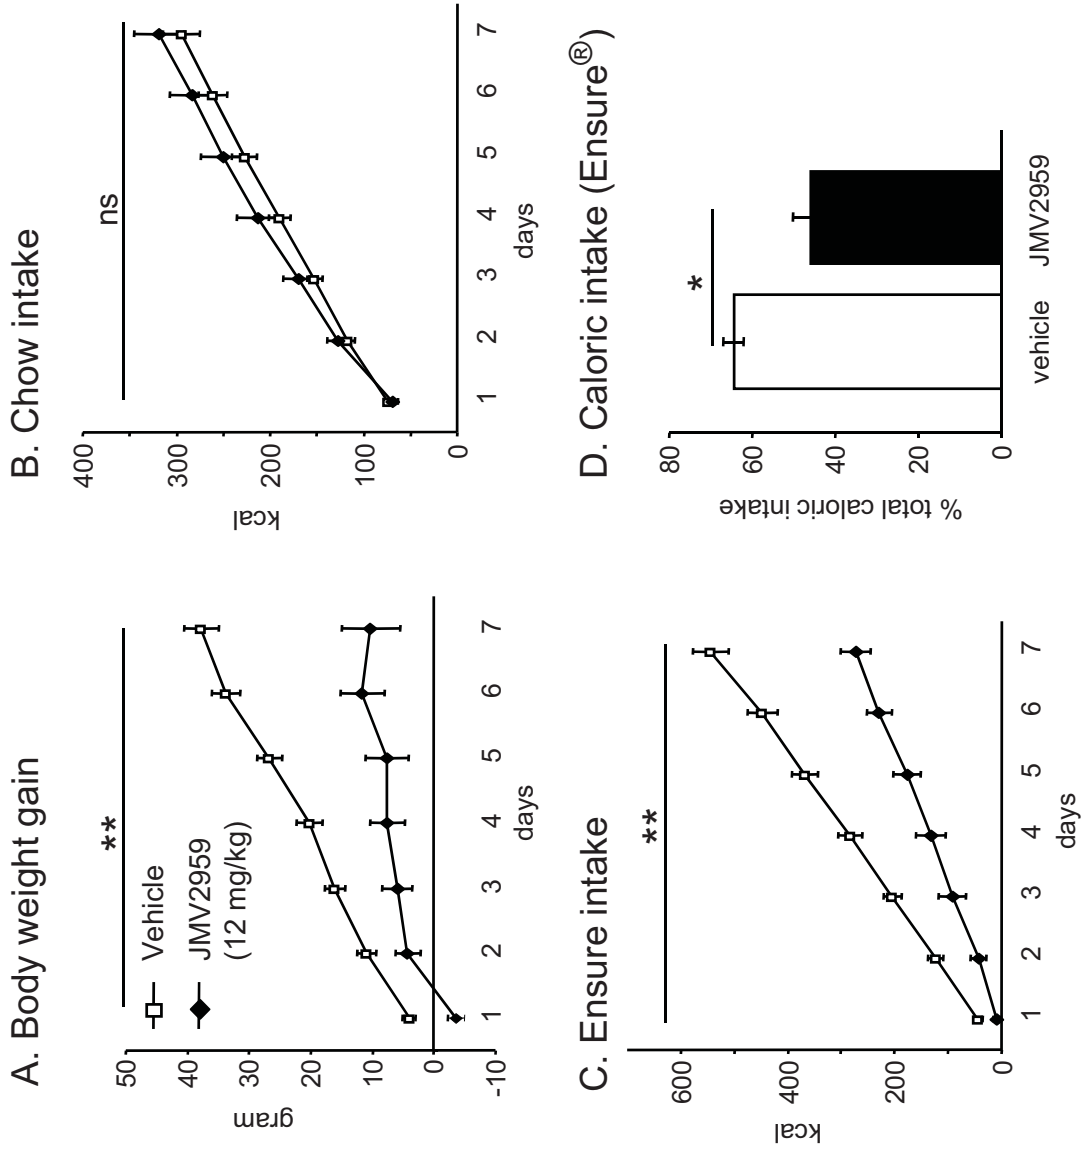 A. Body weight gain
**
Vehicle
JMV2959
(12 mg/kg)
gram
50
40
30
20
10
0
-10
1 2 3 4 5 6 7
days
B. Chow intake
ns
kcal
400
300
200
100
0
1 2 3 4 5 6 7
days
C. Ensure intake
**
kcal
600
400
200
0
1 2 3 4 5 6 7
days
D. Caloric intake (Ensure®)
*
% total caloric intake
80
60
40
20
0
vehicle JMV2959